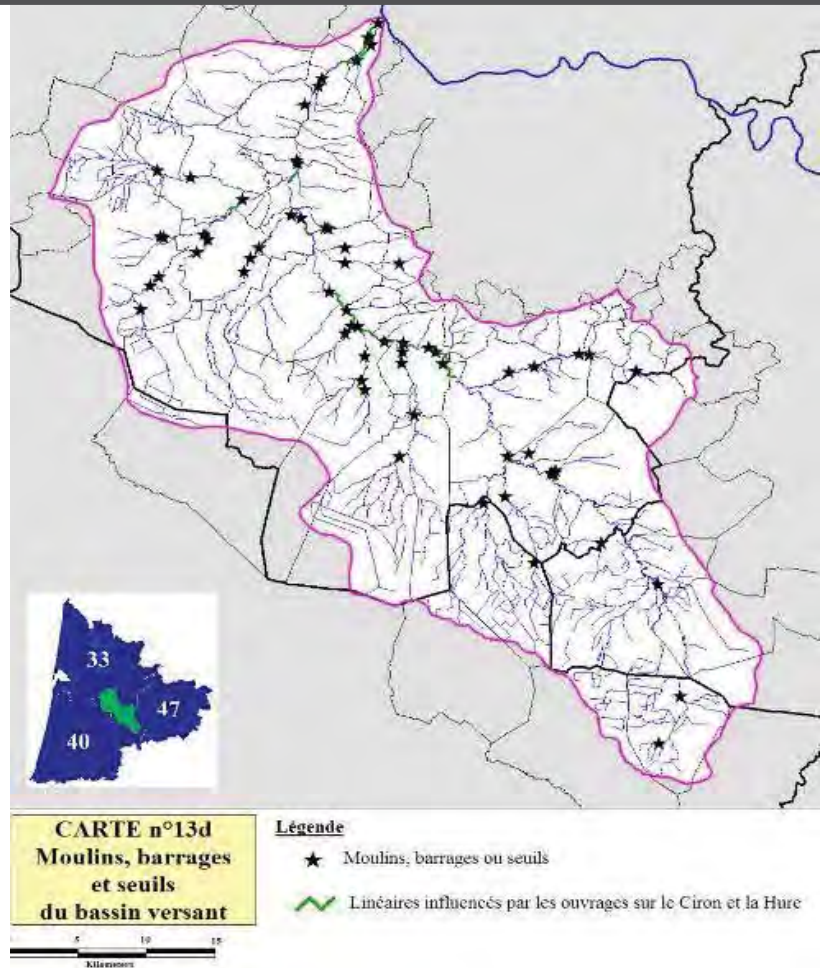 33
47
40
CARTE n°13d
Moulins, barrages
et seuils
du bassin versant
5 10 15
Kilometers
Légende
Moulins, barrages ou seuils
Linéaires influencés par les ouvrages sur le Ciron et la Hure